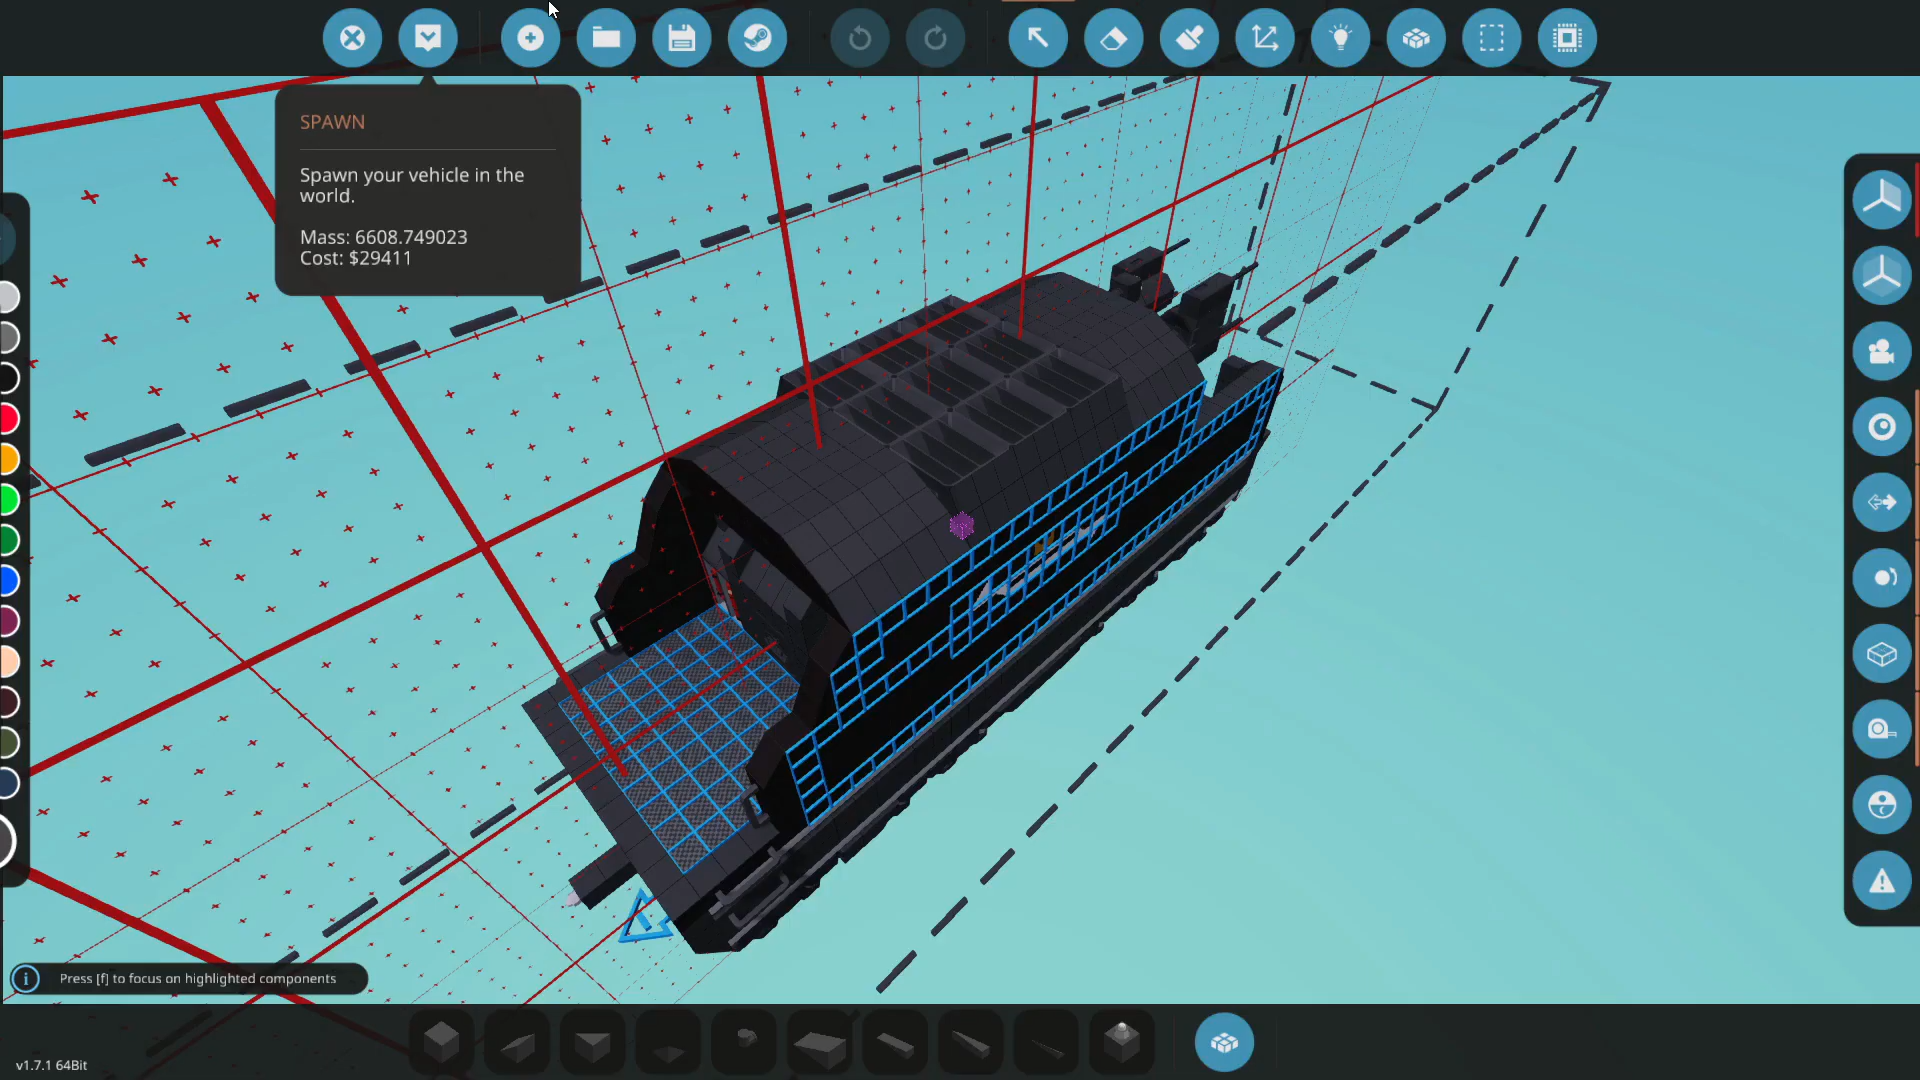 SPAWN
Spawn your vehicle in the
world.
Mass: 6608.749023
Cost: $29411
Press [f] to focus on highlighted components
v1.7.1 64Bit